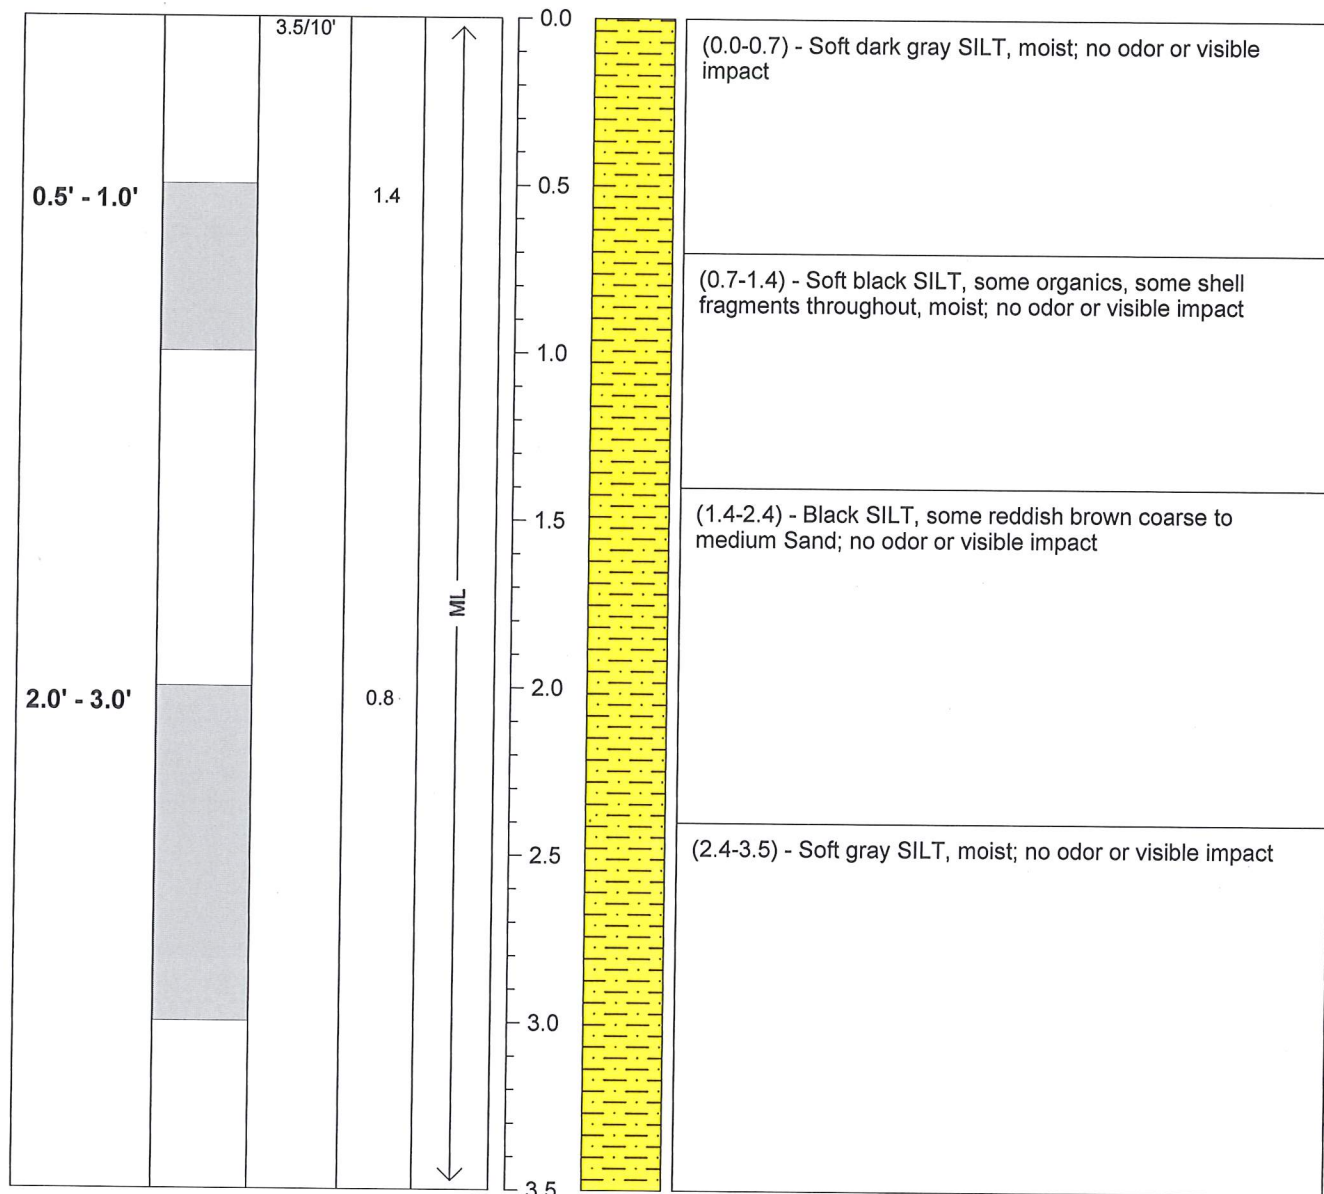 3.5/10'
0.0
(0.0-0.7) - Soft dark gray SILT, moist; no odor or visible
impact
0.5' - 1.0'
1.4
0.5
(0.7-1.4) - Soft black SILT, some organics, some shell
fragments throughout, moist; no odor or visible impact
1.0
(1.4-2.4) - Black SILT, some reddish brown coarse to
medium Sand; no odor or visible impact
1.5
ML
2.0' - 3.0'
0.8
2.0
2.5
(2.4-3.5) - Soft gray SILT, moist; no odor or visible impact
3.0
3.5